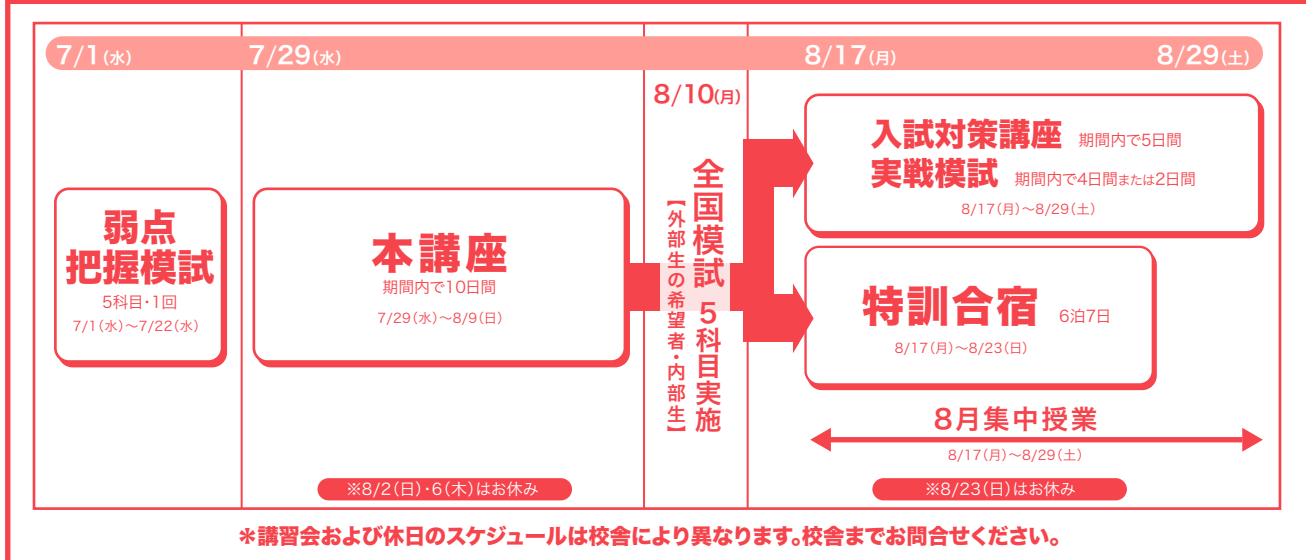 7/1(水)
7/29(水)
8/17(月)
8/29(土)
弱点
把握模試
5科目・1回
7/1(水)～7/22(水)
本講座
期間内で10日間
7/29(水)～8/9(日)
※8/2(日)・6(木)はお休み
8/10(月)
全国模試 5科目実施
【外部生の希望者・内部生】
入試対策講座 期間内で5日間
実戦模試 期間内で4日間または2日間
8/17(月)～8/29(土)
特訓合宿 6泊7日
8/17(月)～8/23(日)
8月集中授業
8/17(月)～8/29(土)
※8/23(日)はお休み
＊講習会および休日のスケジュールは校舎により異なります。校舎までお問合せください。